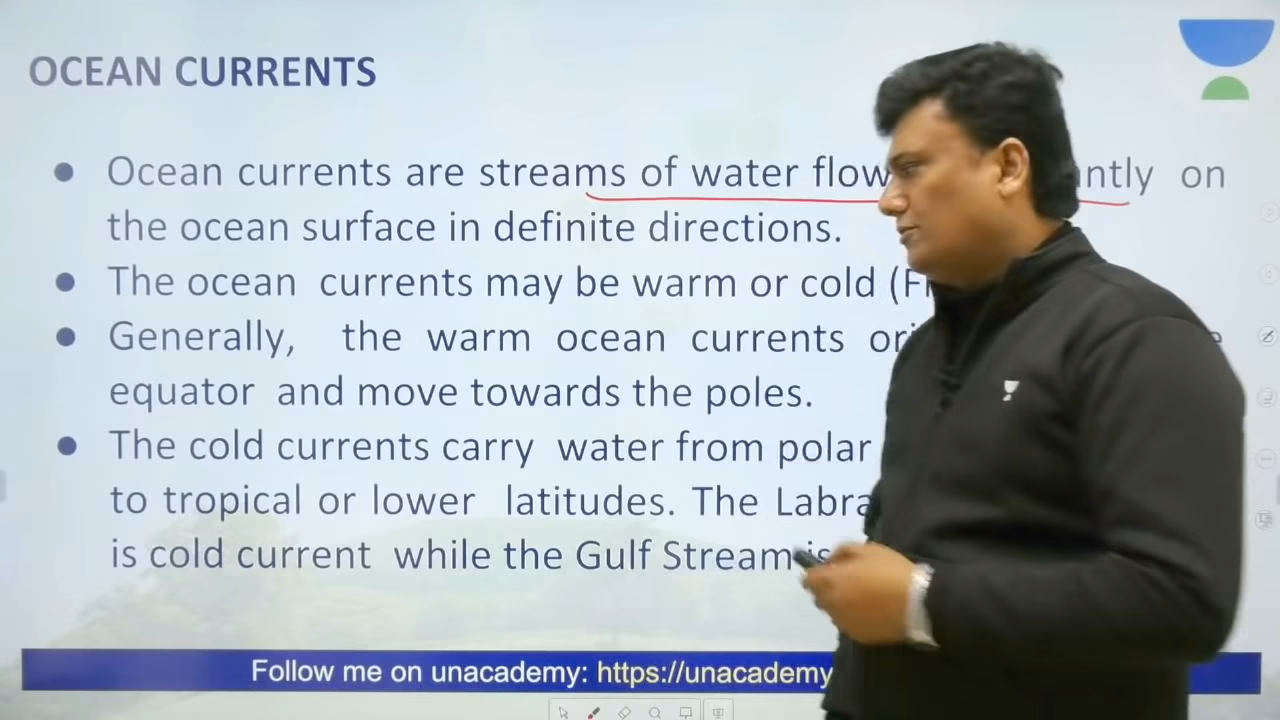 OCEAN CURRENTS
● Ocean currents are streams of water flow on
the ocean surface in definite directions.
● The ocean currents may be warm or cold
● Generally, the warm ocean currents
equator and move towards the poles.
● The cold currents carry water from polar
to tropical or lower latitudes. The
is cold current while the Gulf Stream is
Follow me on unacademy: https://unacademy